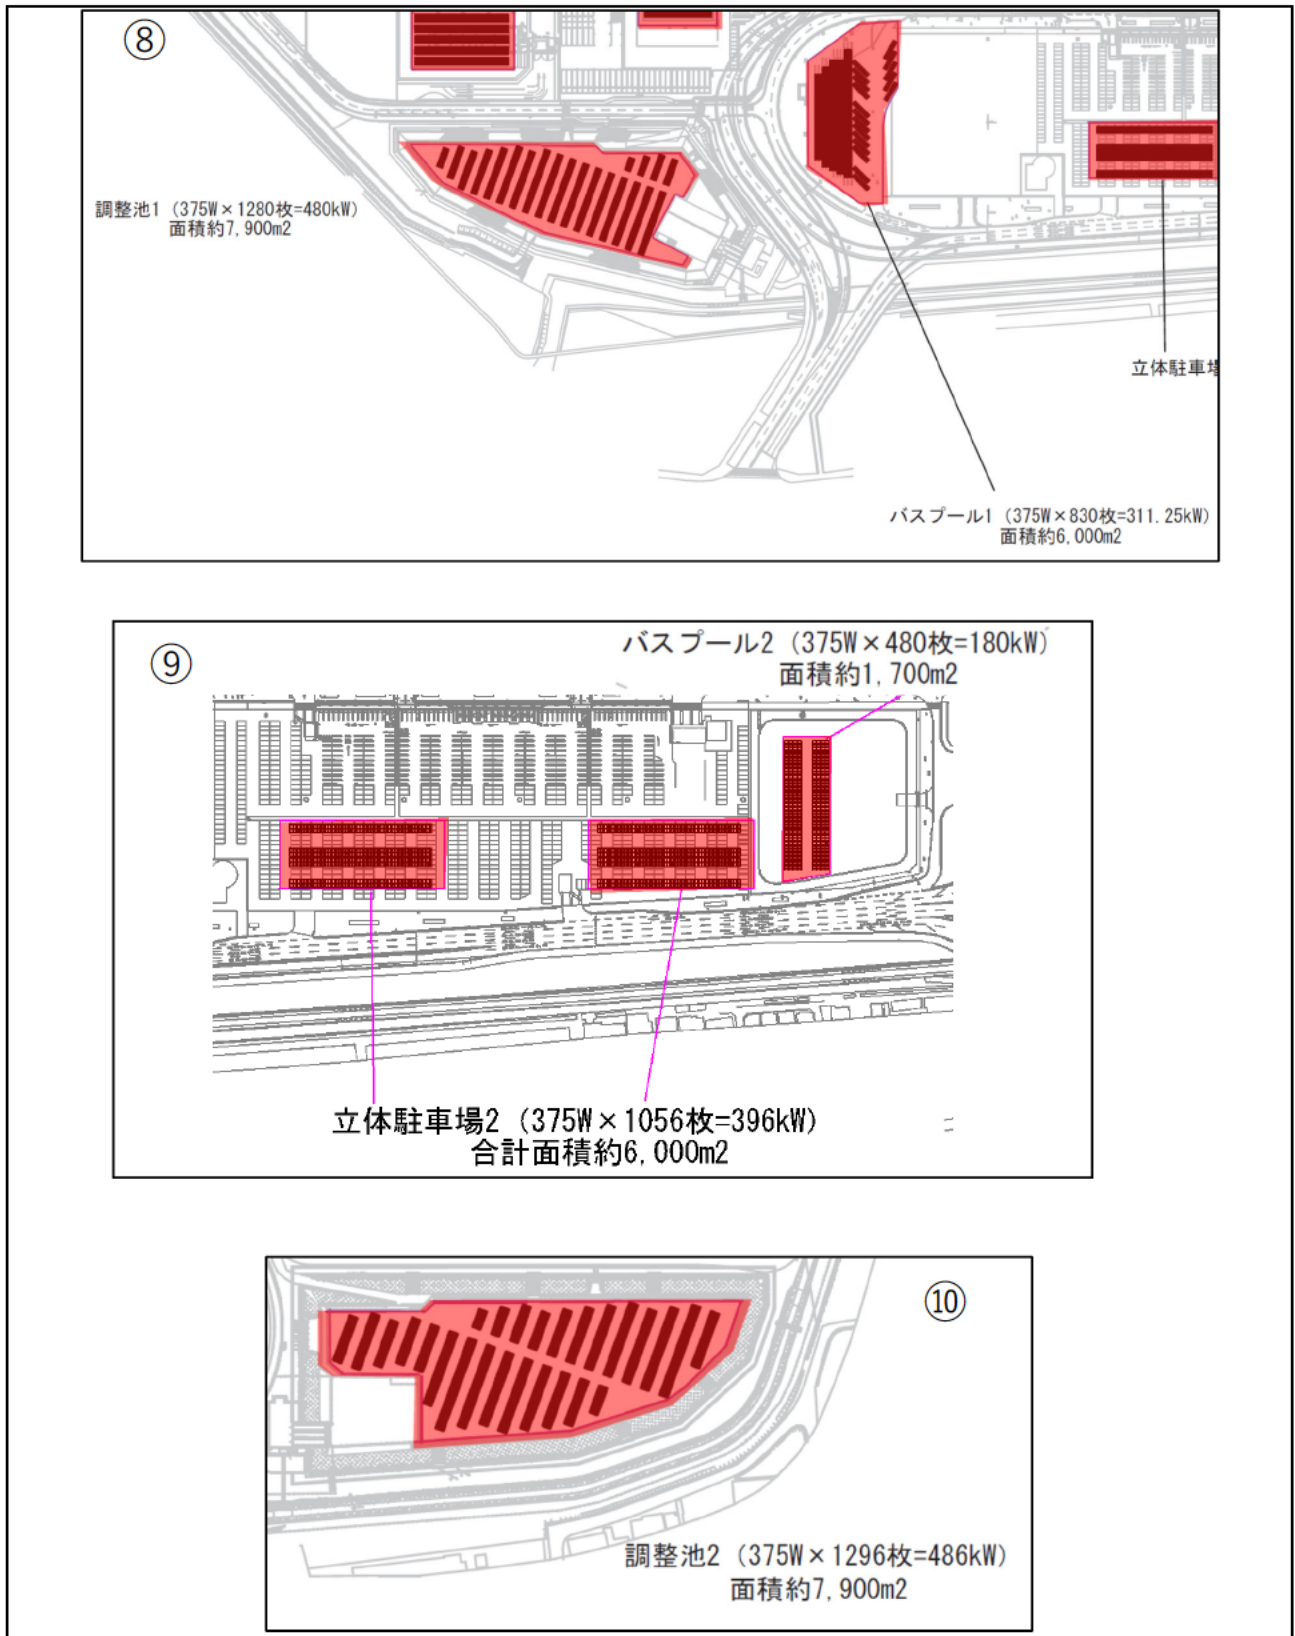 ⑧
調整池1 (375W×1280枚=480kW)
面積約7,900m2
立体駐車場
バスプール1 (375W×830枚=311.25kW)
面積約6,000m2
⑨
バスプール2 (375W×480枚=180kW)
面積約1,700m2
立体駐車場2 (375W×1056枚=396kW)
合計面積約6,000m2
⑩
調整池2 (375W×1296枚=486kW)
面積約7,900m2